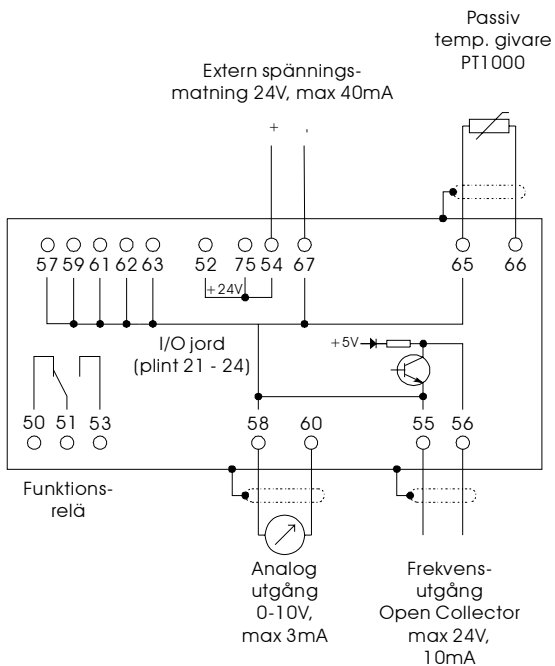 Passiv
temp. givare
PT1000
Extern spännings-
matning 24V, max 40mA
+ -
57 59 61 62 63 52 75 54 67 65 66
+24V
I/O jord
(plint 21 - 24)
+5V
50 51 53 58 60 55 56
Funktions-
relä
Analog
utgång
0-10V,
max 3mA
Frekvens-
utgång
Open Collector
max 24V,
10mA